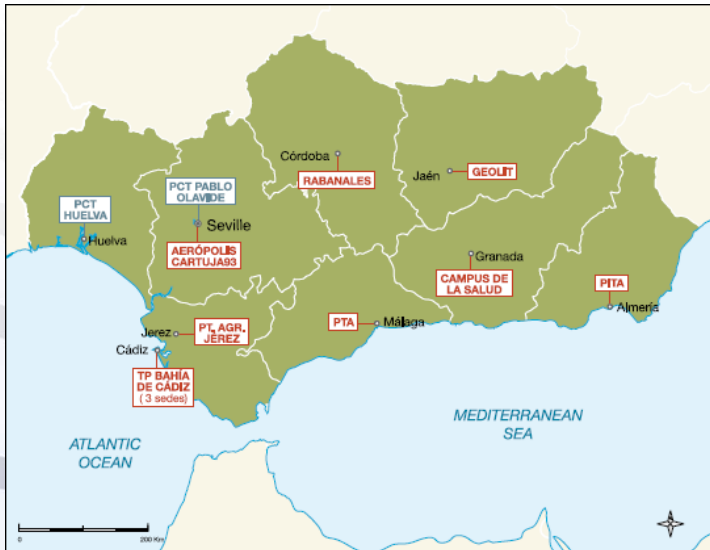 Córdoba
RABANALES
Jaén
GEOLIT
PCT PABLO
OLAVIDE
Seville
AERÓPOLIS
CARTUJA93
PCT
HUELVA
Huelva
Granada
CAMPUS DE
LA SALUD
PITA
Almería
Jerez
PT. AGR.
JEREZ
PTA
Málaga
Cádiz
TP BAHÍA
DE CÁDIZ
( 3 sedes)
MEDITERRANEAN
SEA
ATLANTIC
OCEAN
0
200 Km